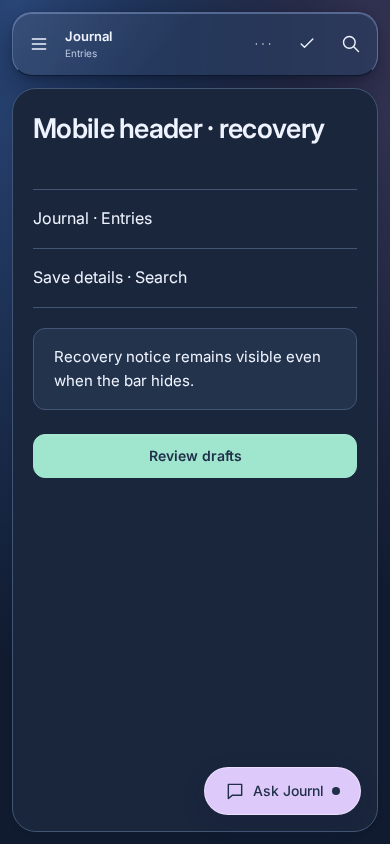 Journal
Entries
...
Mobile header · recovery
Journal · Entries
Save details · Search
Recovery notice remains visible even
when the bar hides.
Review drafts
Ask Journl